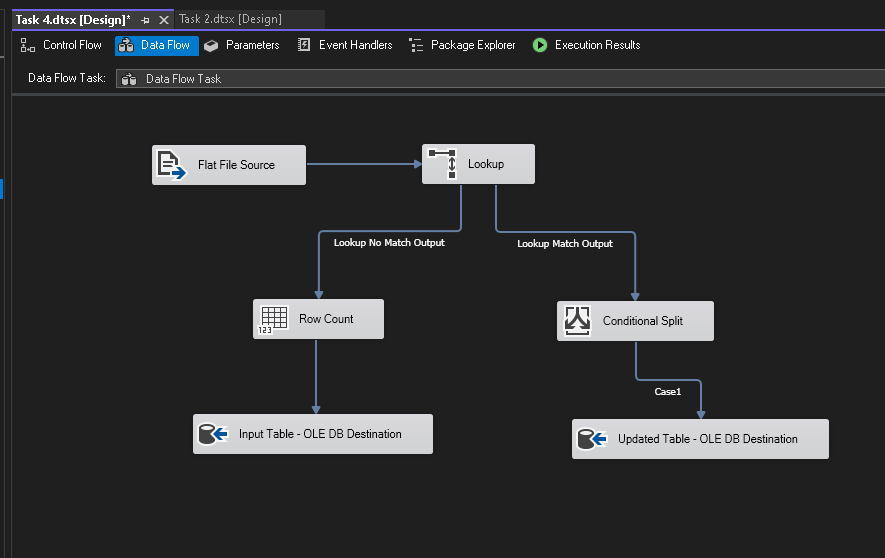 Task 4.dtsx [Design]* Task 2.dtsx [Design]
Control Flow Data Flow Parameters Event Handlers Package Explorer Execution Results
Data Flow Task: Data Flow Task
Flat File Source
Lookup
Lookup No Match Output
Lookup Match Output
123
Row Count
Conditional Split
Case1
Input Table - OLE DB Destination
Updated Table - OLE DB Destination